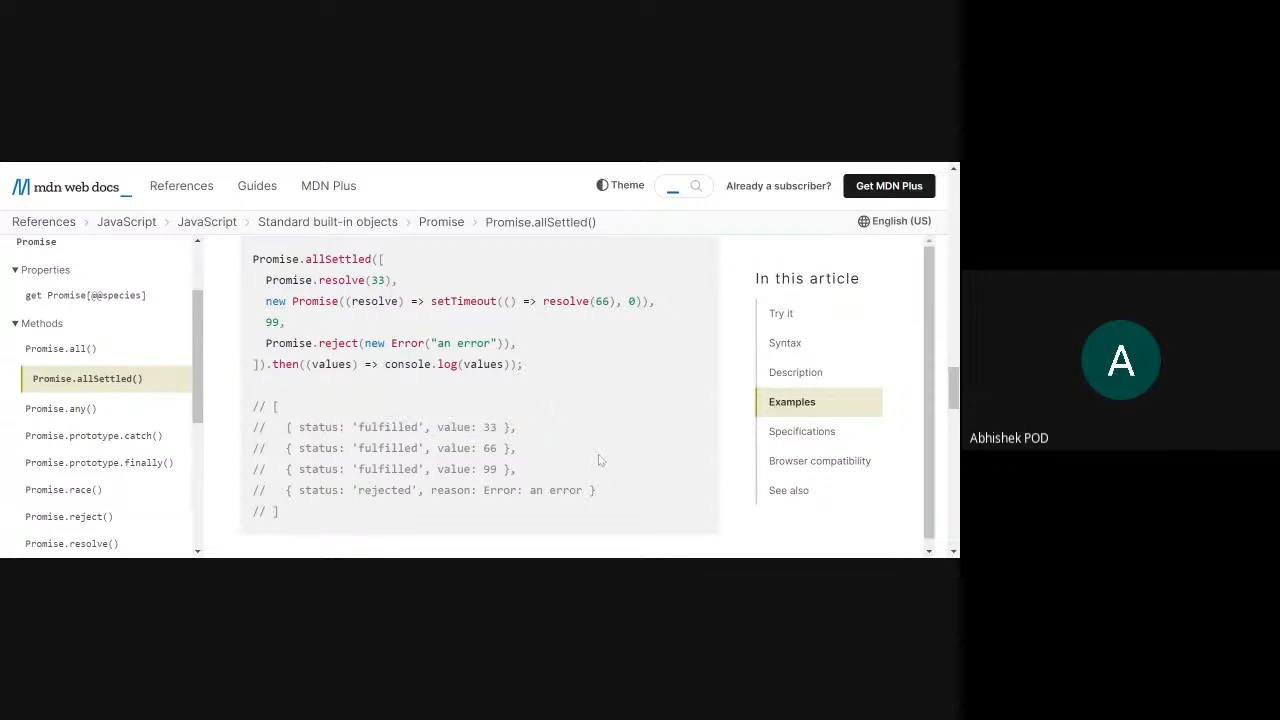 mdn web docs_
References
Guides
MDN Plus
Theme
Already a subscriber?
Get MDN Plus
References > JavaScript > JavaScript > Standard built-in objects > Promise > Promise.allSettled()
English (US)
Promise
Properties
get Promise[@@species]
Methods
Promise.all()
Promise.allSettled()
Promise.any()
Promise.prototype.catch()
Promise.prototype.finally()
Promise.race()
Promise.reject()
Promise.resolve()
Promise.allSettled([
  Promise.resolve(33),
  new Promise((resolve) => setTimeout(() => resolve(66), 0)),
  99,
  Promise.reject(new Error("an error")),
]).then((values) => console.log(values));
// [
//   { status: 'fulfilled', value: 33 },
//   { status: 'fulfilled', value: 66 },
//   { status: 'fulfilled', value: 99 },
//   { status: 'rejected', reason: Error: an error }
// ]
In this article
Try it
Syntax
Description
Examples
Specifications
Browser compatibility
See also
A
Abhishek POD